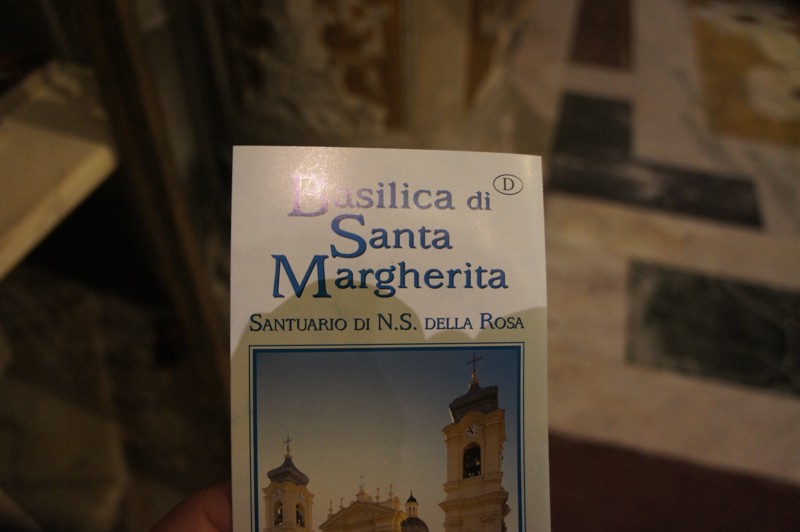 Basilica di
D
Santa
Margherita
SANTUARIO DI N.S. DELLA ROSA